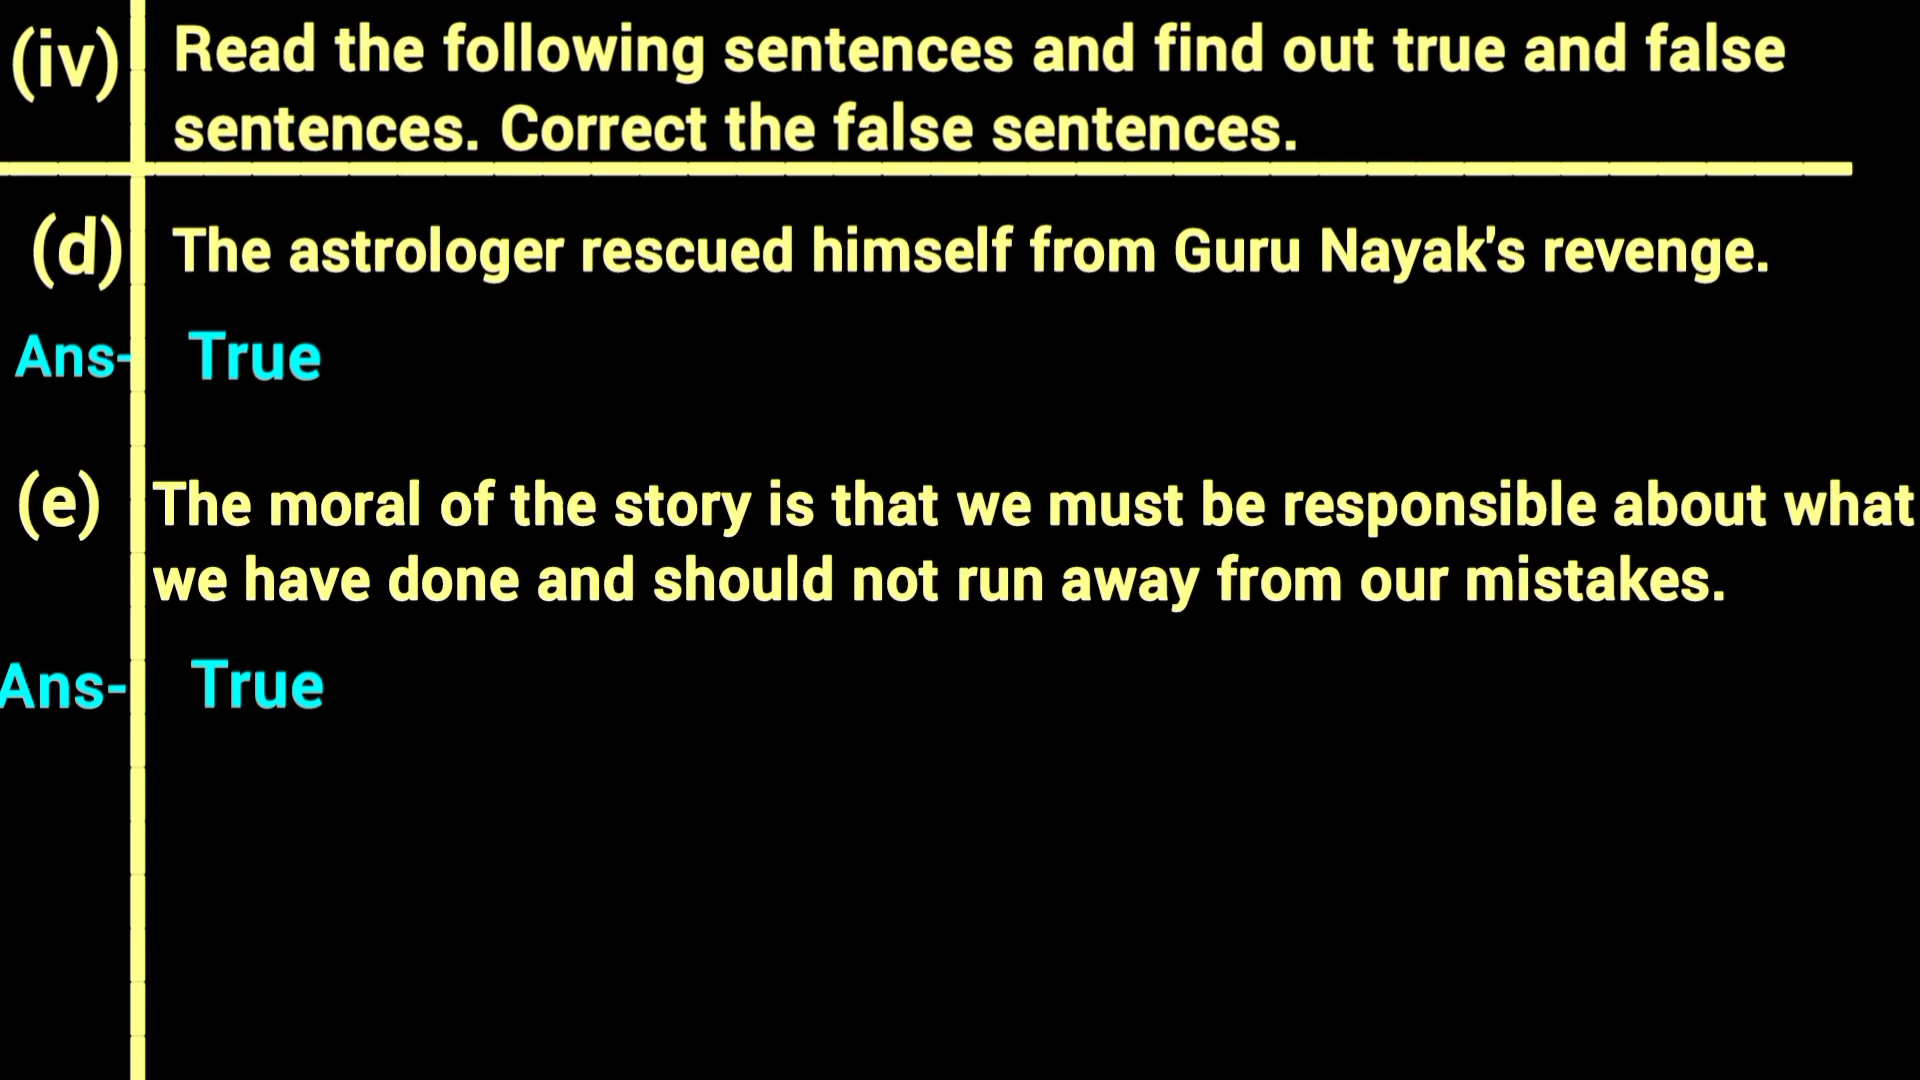 (iv) Read the following sentences and find out true and false
sentences. Correct the false sentences.
(d) The astrologer rescued himself from Guru Nayak's revenge.
Ans- True
(e) The moral of the story is that we must be responsible about what
we have done and should not run away from our mistakes.
Ans- True